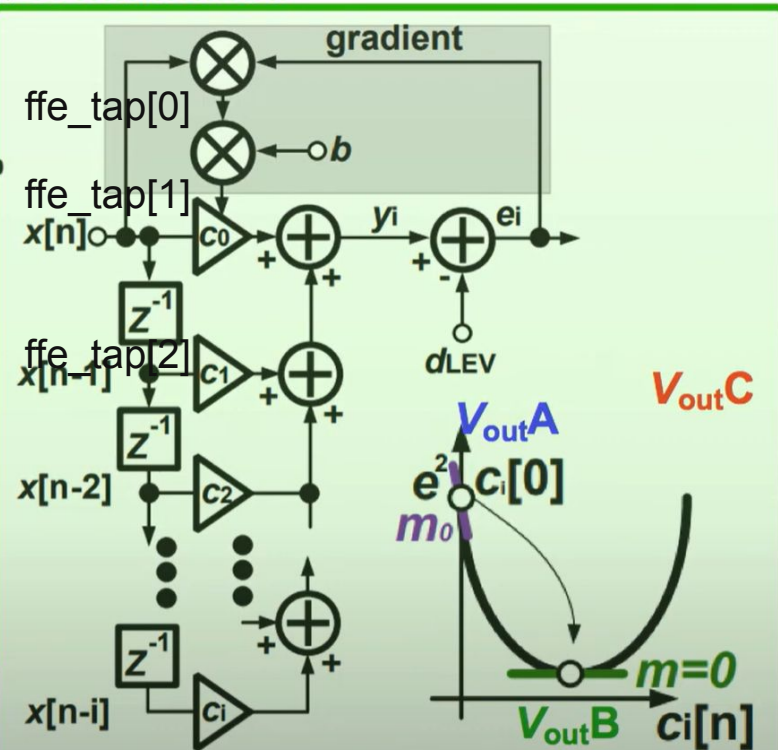 gradient
ffe_tap[0]
b
ffe_tap[1]
x[n]
c0
+
+
yi
+
-
ei
z-1
dLEV
ffe_tap[2]
x[n-1]
c1
+
+
VoutC
VoutA
z-1
x[n-2]
c2
e2
ci[0]
m0
+
+
z-1
m=0
x[n-i]
ci
VoutB
ci[n]